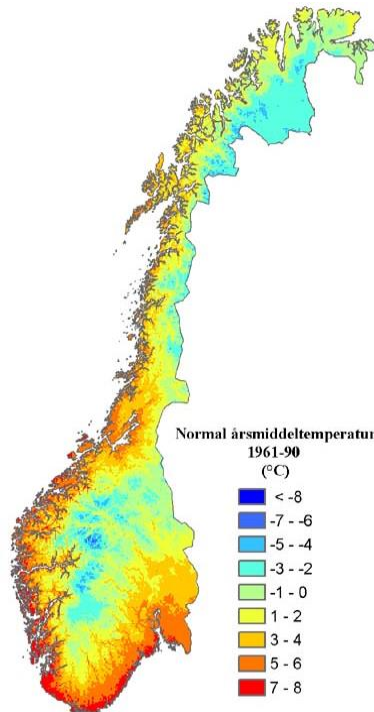 Normal årsmiddeltemperatur
1961-90
(°C)
< -8
-7 - -6
-5 - -4
-3 - -2
-1 - 0
1 - 2
3 - 4
5 - 6
7 - 8